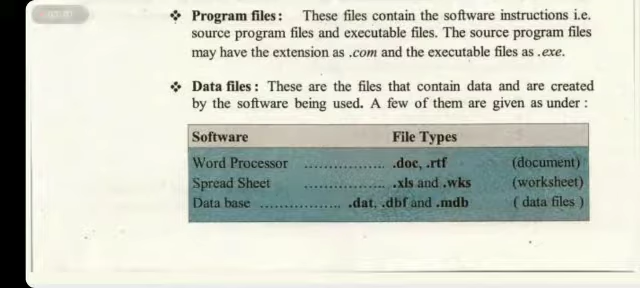 ❖ Program files : These files contain the software instructions i.e.
source program files and executable files. The source program files
may have the extension as .com and the executable files as .exe.
❖ Data files : These are the files that contain data and are created
by the software being used. A few of them are given as under :
Software File Types
Word Processor ................ .doc, .rtf (document)
Spread Sheet ................ .xls and .wks (worksheet)
Data base ................ .dat, .dbf and .mdb ( data files )